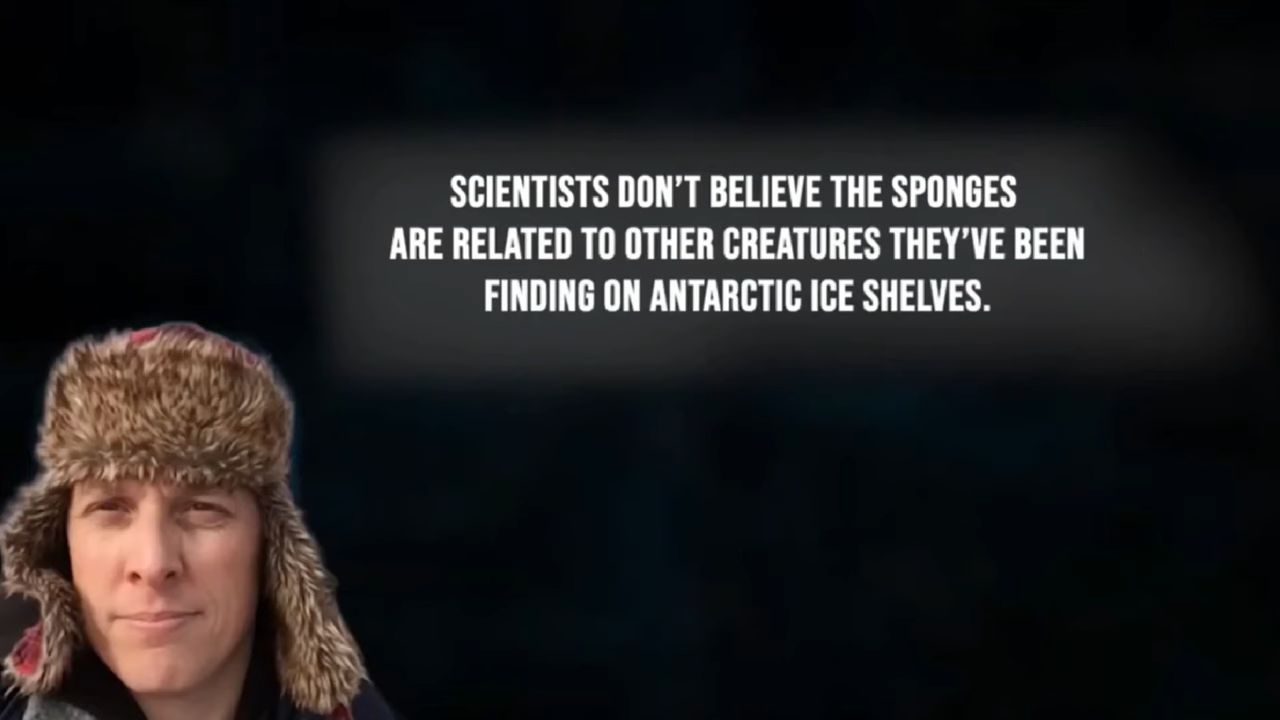 SCIENTISTS DON'T BELIEVE THE SPONGES
ARE RELATED TO OTHER CREATURES THEY'VE BEEN
FINDING ON ANTARCTIC ICE SHELVES.